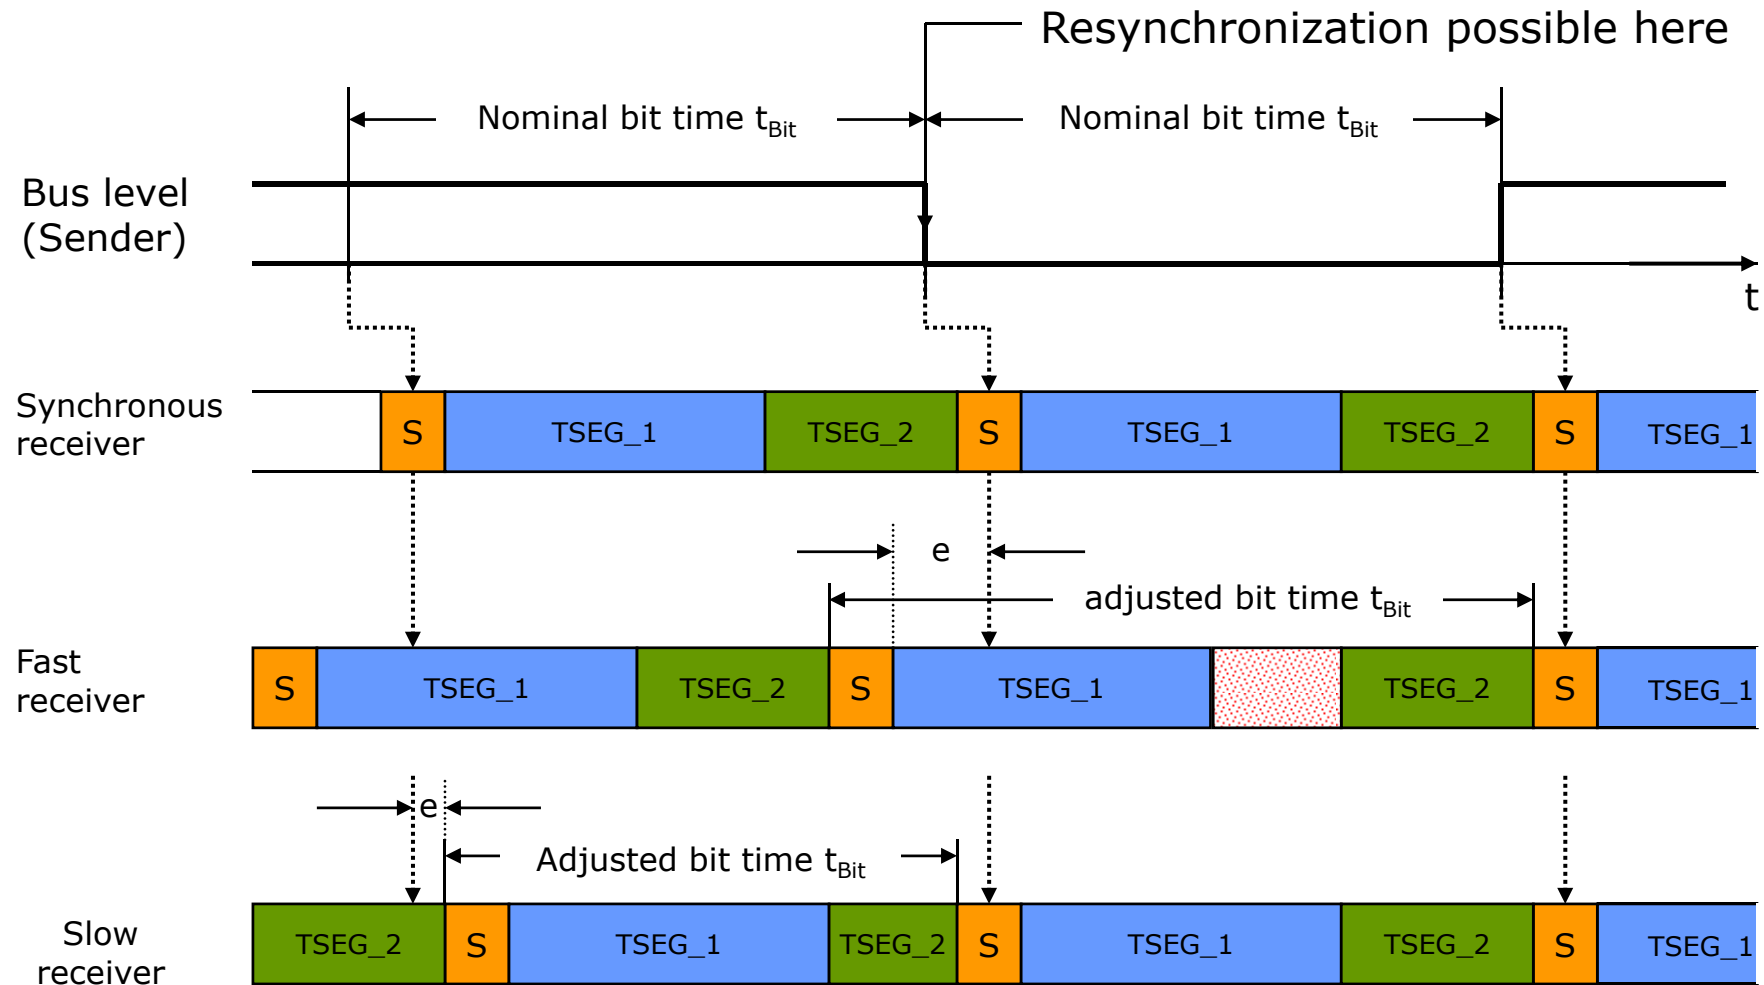 Resynchronization possible here
Nominal bit time tBit
Nominal bit time tBit
Bus level
(Sender)
t
Synchronous
receiver
S
TSEG_1
TSEG_2
S
TSEG_1
TSEG_2
S
TSEG_1
e
adjusted bit time tBit
Fast
receiver
S
TSEG_1
TSEG_2
S
TSEG_1
TSEG_2
S
TSEG_1
e
Adjusted bit time tBit
Slow
receiver
TSEG_2
S
TSEG_1
TSEG_2
S
TSEG_1
TSEG_2
S
TSEG_1